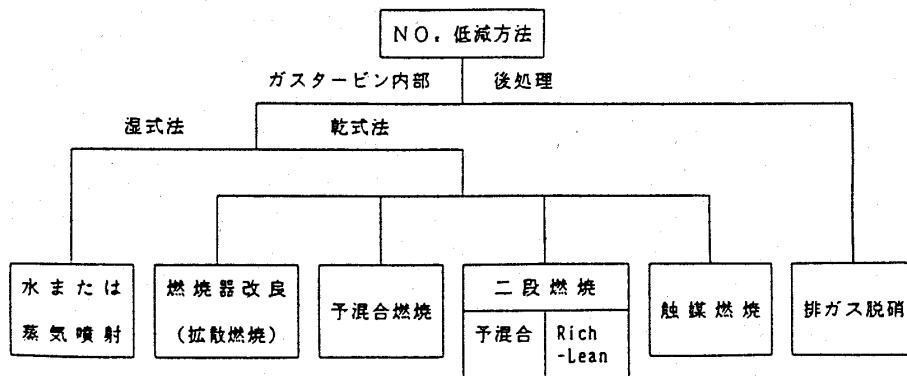 NOx低減方法
ガスタービン内部
後処理
湿式法
乾式法
水または
蒸気噴射
燃焼器改良
(拡散燃焼)
予混合燃焼
二段燃焼
予混合
Rich
-Lean
触媒燃焼
排ガス脱硝